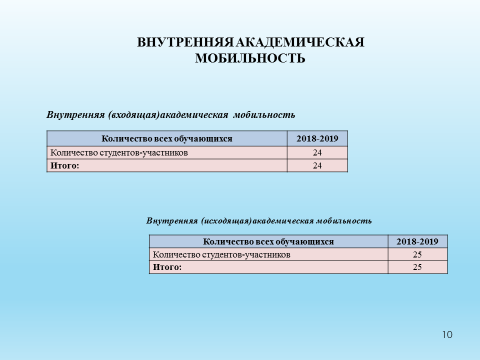 ВНУТРЕННЯЯ АКАДЕМИЧЕСКАЯ
МОБИЛЬНОСТЬ
Внутренняя (входящая)академическая мобильность
Количество всех обучающихся 2018-2019
Количество студентов-участников 24
Итого: 24
Внутренняя (исходящая)академическая мобильность
Количество всех обучающихся 2018-2019
Количество студентов-участников 25
Итого: 25
10